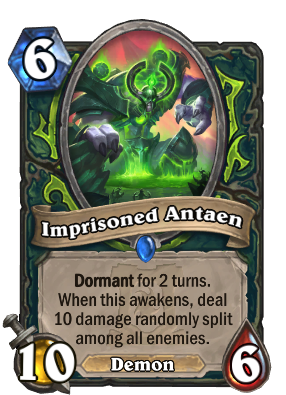 6
Imprisoned Antaen
Dormant for 2 turns.
When this awakens, deal
10 damage randomly split
among all enemies.
10
Demon
6